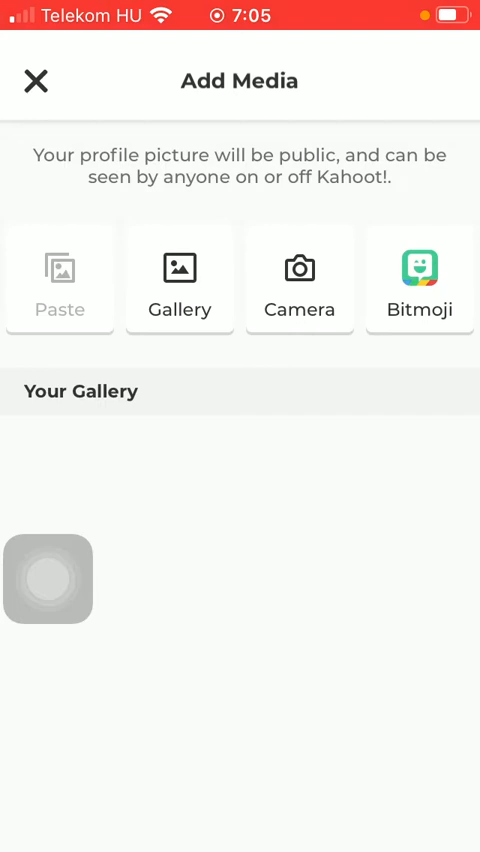 Telekom HU 7:05
Add Media
Your profile picture will be public, and can be
seen by anyone on or off Kahoot!.
Paste Gallery Camera Bitmoji
Your Gallery